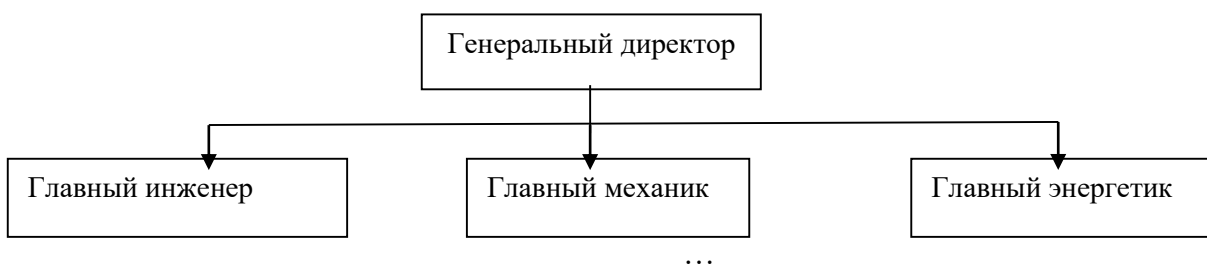 Генеральный директор
Главный инженер Главный механик Главный энергетик
…